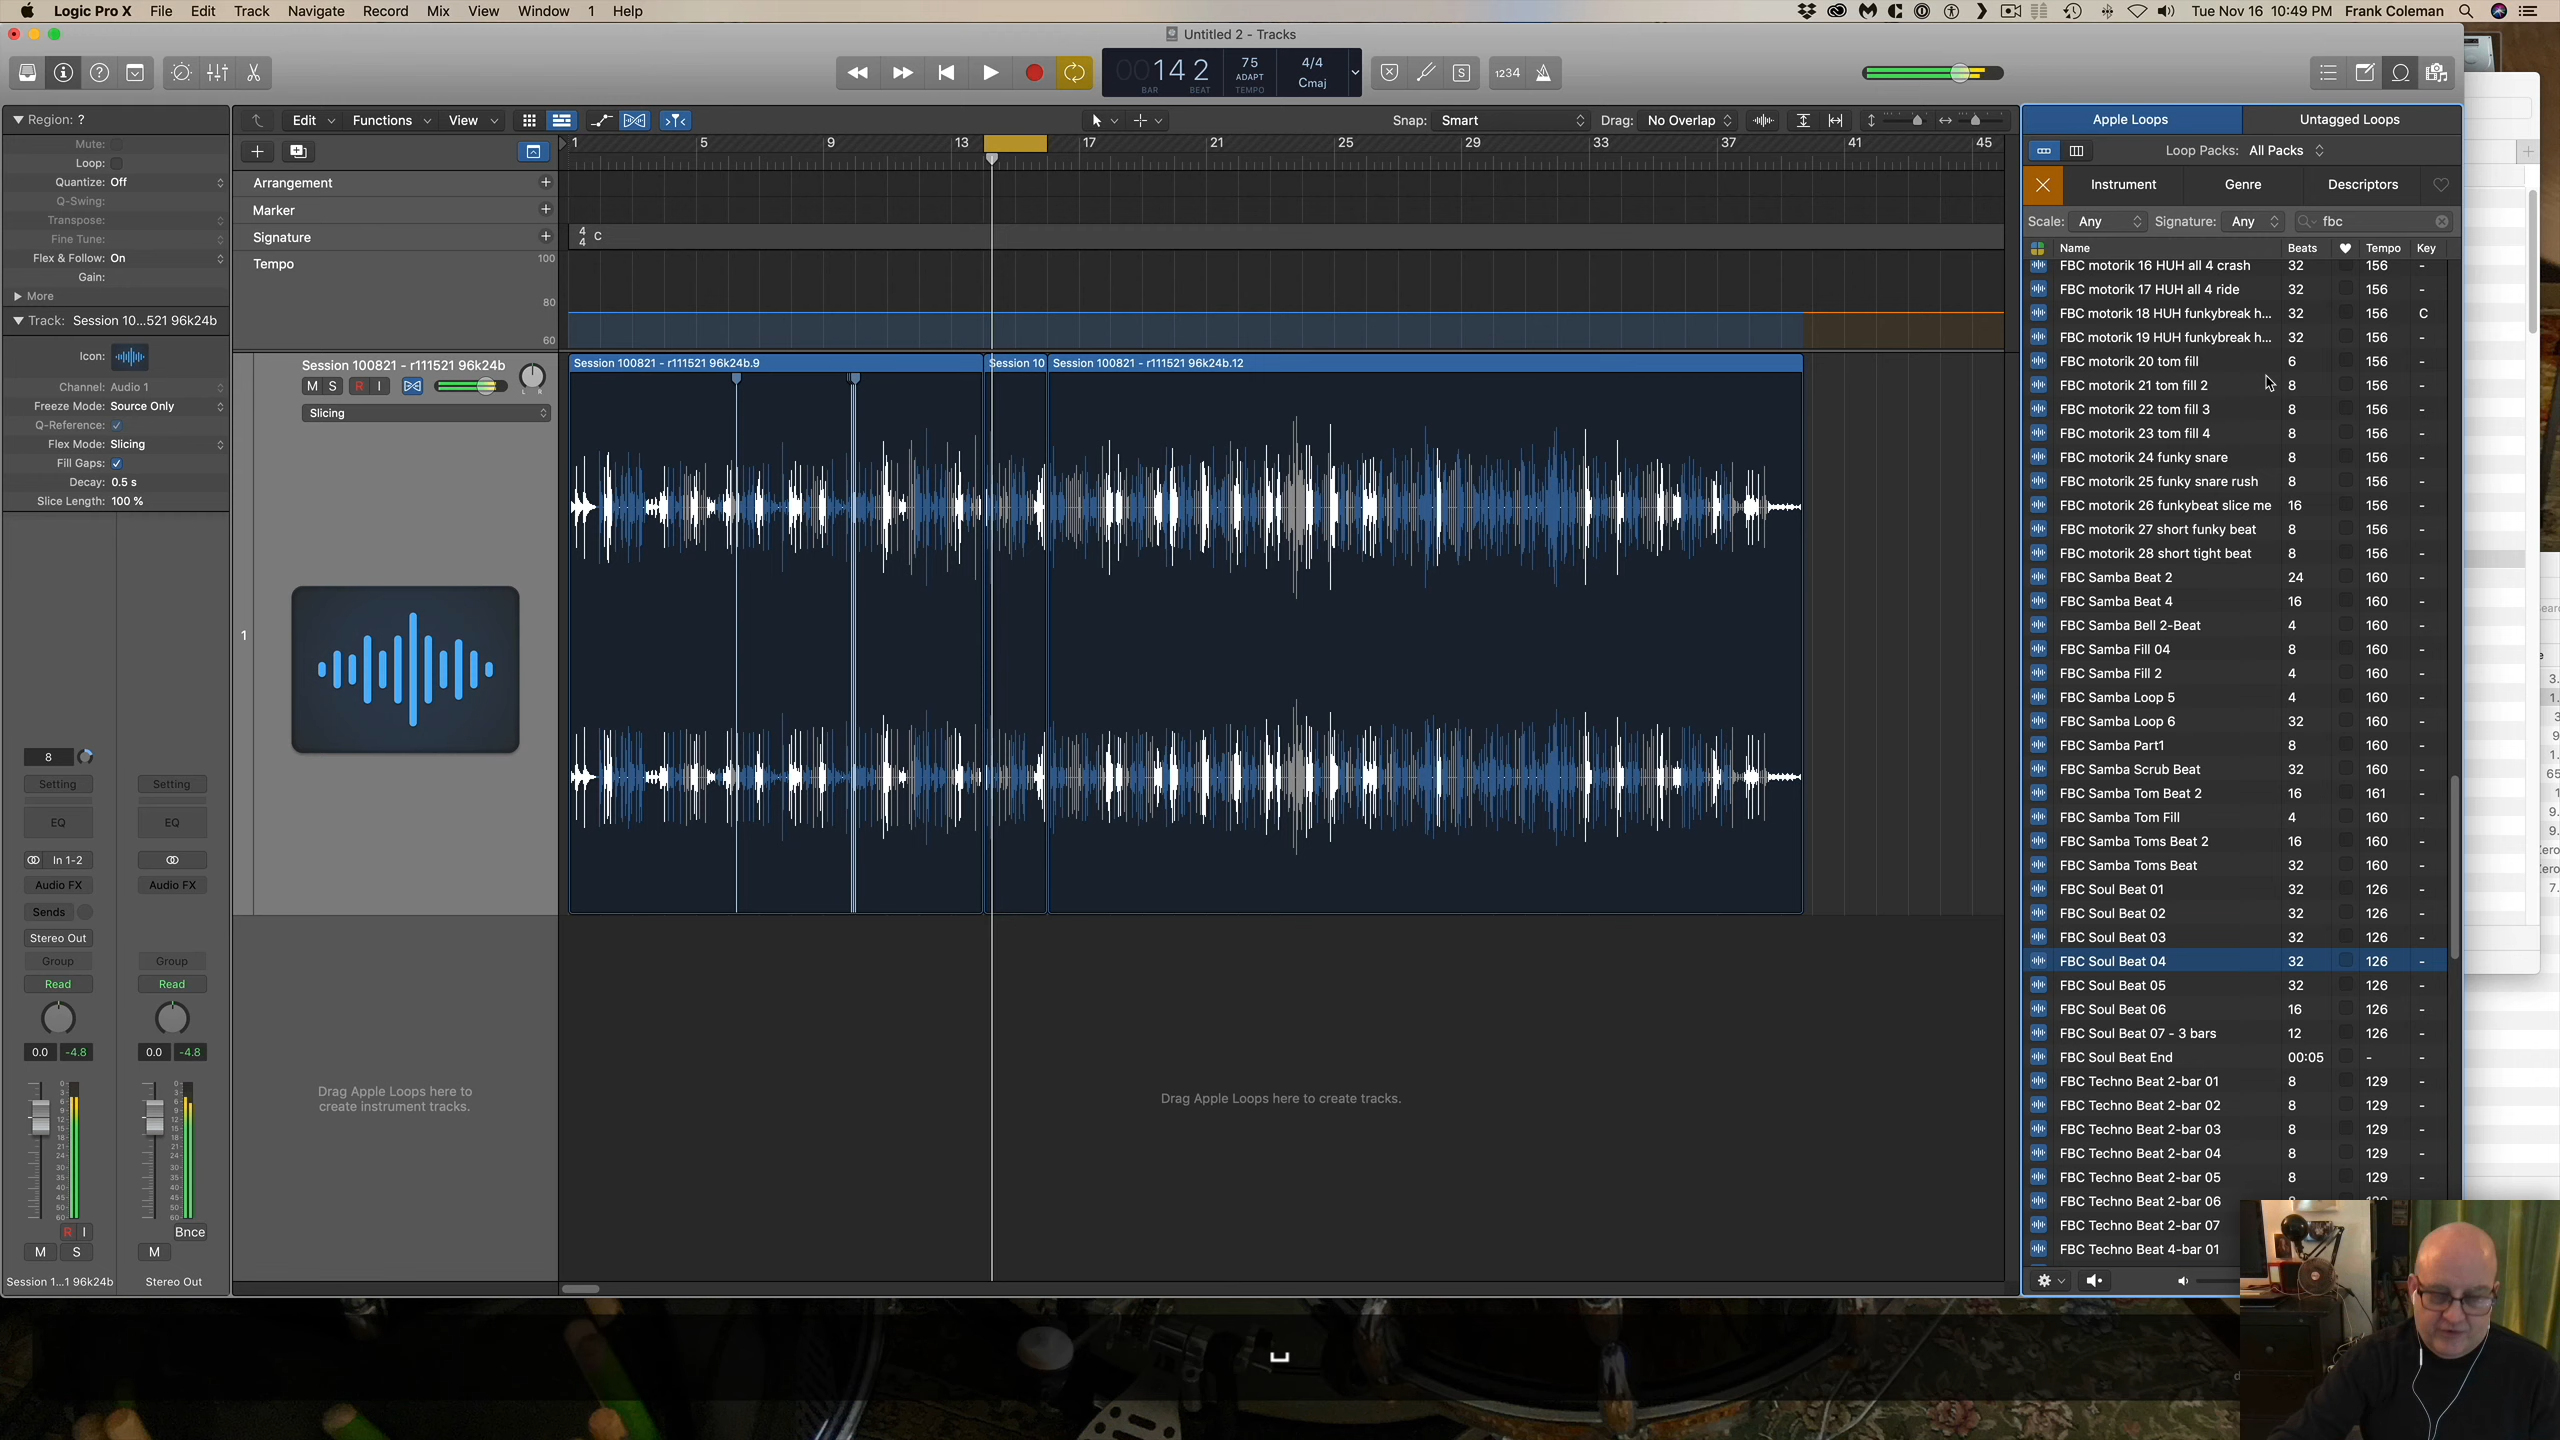 Logic Pro X File Edit Track Navigate Record Mix View Window 1 Help
Tue Nov 16 10:49 PM Frank Coleman
Untitled 2 - Tracks
14 2
BAR BEAT
75
ADAPT
TEMPO
4/4
Cmaj
S
1234
Region: ?
Mute:
Loop:
Quantize: Off
Q-Swing:
Transpose:
Fine Tune:
Flex & Follow: On
Gain:
More
Track: Session 10...521 96k24b
Icon:
Channel: Audio 1
Freeze Mode: Source Only
Q-Reference:
Flex Mode: Slicing
Fill Gaps:
Decay: 0.5 s
Slice Length: 100 %
8
Setting Setting
EQ EQ
In 1-2
Audio FX Audio FX
Sends
Stereo Out
Group Group
Read Read
0.0 -4.8 0.0 -4.8
R I Bnce
M S M
Session 1...1 96k24b Stereo Out
Edit Functions View
Snap: Smart Drag: No Overlap
1 5 9 13 17 21 25 29 33 37 41 45
Arrangement
Marker
Signature
4
4 C
Tempo
100
80
60
1
Session 100821 - r111521 96k24b
M S R I
L R
Slicing
Session 100821 - r111521 96k24b.9 Session 10 Session 100821 - r111521 96k24b.12
Drag Apple Loops here to
create instrument tracks.
Drag Apple Loops here to create tracks.
Apple Loops Untagged Loops
Loop Packs: All Packs
Instrument Genre Descriptors
Scale: Any Signature: Any fbc
Name Beats Tempo Key
FBC motorik 16 HUH all 4 crash 32 156 -
FBC motorik 17 HUH all 4 ride 32 156 -
FBC motorik 18 HUH funkybreak h... 32 156 C
FBC motorik 19 HUH funkybreak h... 32 156 -
FBC motorik 20 tom fill 6 156 -
FBC motorik 21 tom fill 2 8 156 -
FBC motorik 22 tom fill 3 8 156 -
FBC motorik 23 tom fill 4 8 156 -
FBC motorik 24 funky snare 8 156 -
FBC motorik 25 funky snare rush 8 156 -
FBC motorik 26 funkybeat slice me 16 156 -
FBC motorik 27 short funky beat 8 156 -
FBC motorik 28 short tight beat 8 156 -
FBC Samba Beat 2 24 160 -
FBC Samba Beat 4 16 160 -
FBC Samba Bell 2-Beat 4 160 -
FBC Samba Fill 04 8 160 -
FBC Samba Fill 2 4 160 -
FBC Samba Loop 5 4 160 -
FBC Samba Loop 6 32 160 -
FBC Samba Part1 8 160 -
FBC Samba Scrub Beat 32 160 -
FBC Samba Tom Beat 2 16 161 -
FBC Samba Tom Fill 4 160 -
FBC Samba Toms Beat 2 16 160 -
FBC Samba Toms Beat 32 160 -
FBC Soul Beat 01 32 126 -
FBC Soul Beat 02 32 126 -
FBC Soul Beat 03 32 126 -
FBC Soul Beat 04 32 126 -
FBC Soul Beat 05 32 126 -
FBC Soul Beat 06 16 126 -
FBC Soul Beat 07 - 3 bars 12 126 -
FBC Soul Beat End 00:05 - -
FBC Techno Beat 2-bar 01 8 129 -
FBC Techno Beat 2-bar 02 8 129 -
FBC Techno Beat 2-bar 03 8 129 -
FBC Techno Beat 2-bar 04 8 129 -
FBC Techno Beat 2-bar 05 8 129 -
FBC Techno Beat 2-bar 06
FBC Techno Beat 2-bar 07
FBC Techno Beat 4-bar 01